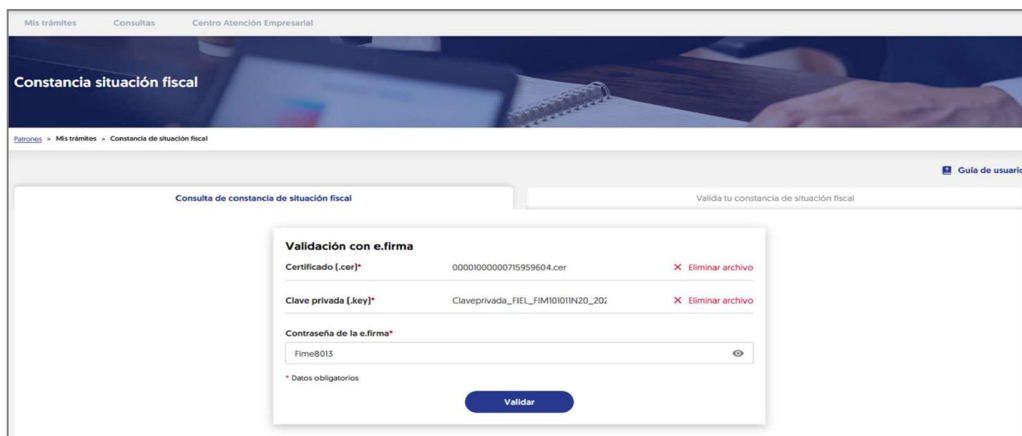 Mis trámites Consultas Centro Atención Empresarial
Constancia situación fiscal
Patrones > Mis trámites > Constancia de situación fiscal
Guía de usuario
Consulta de constancia de situación fiscal Valida tu constancia de situación fiscal
Validación con e.firma
Certificado (.cer)* 00001000000715959604.cer × Eliminar archivo
Clave privada (.key)* Claveprivada_FIEL_FIM101011N20_202 × Eliminar archivo
Contraseña de la e.firma*
Fime8013
* Datos obligatorios
Validar